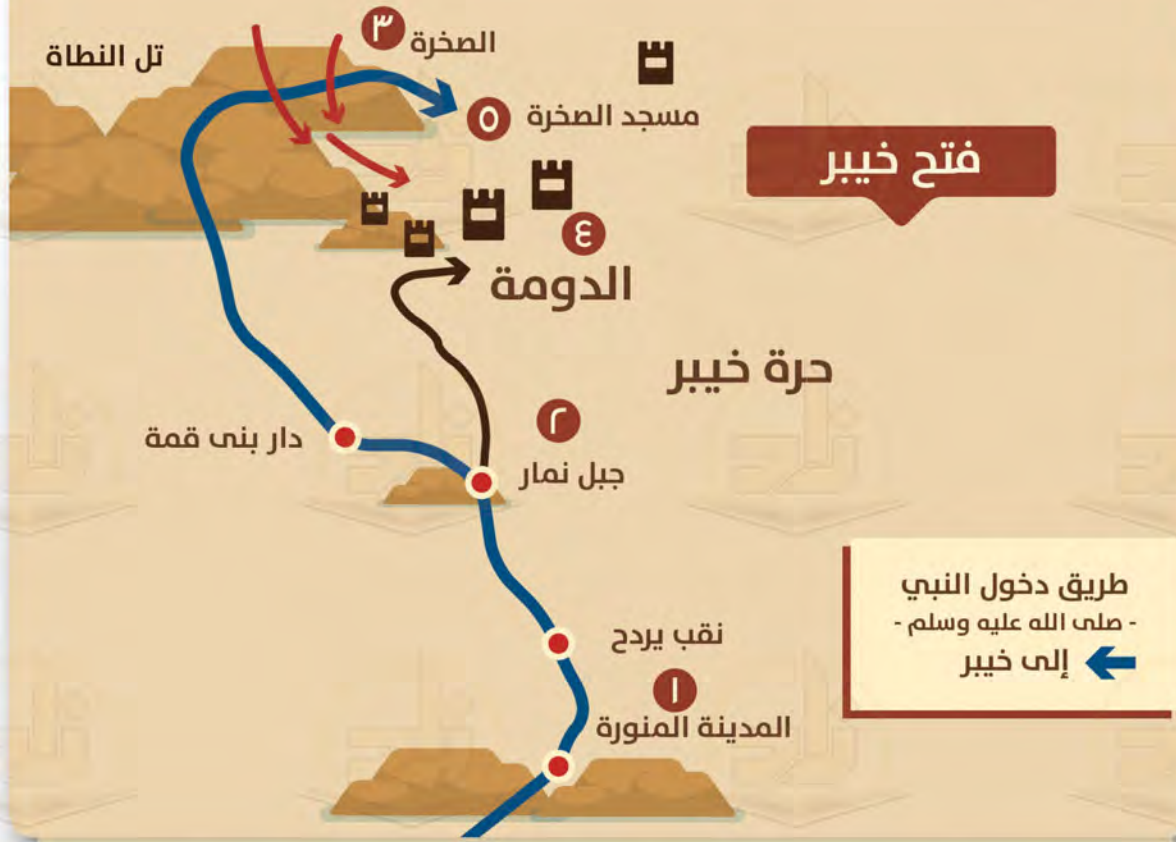 الصخرة ٣
تل النطاة
مسجد الصخرة ٥
فتح خيبر
٤
الدومة
حرة خيبر
٢
جبل نمار
دار بنى قمة
نقب يردح
١
المدينة المنورة
طريق دخول النبي
- صلى الله عليه وسلم -
إلى خيبر